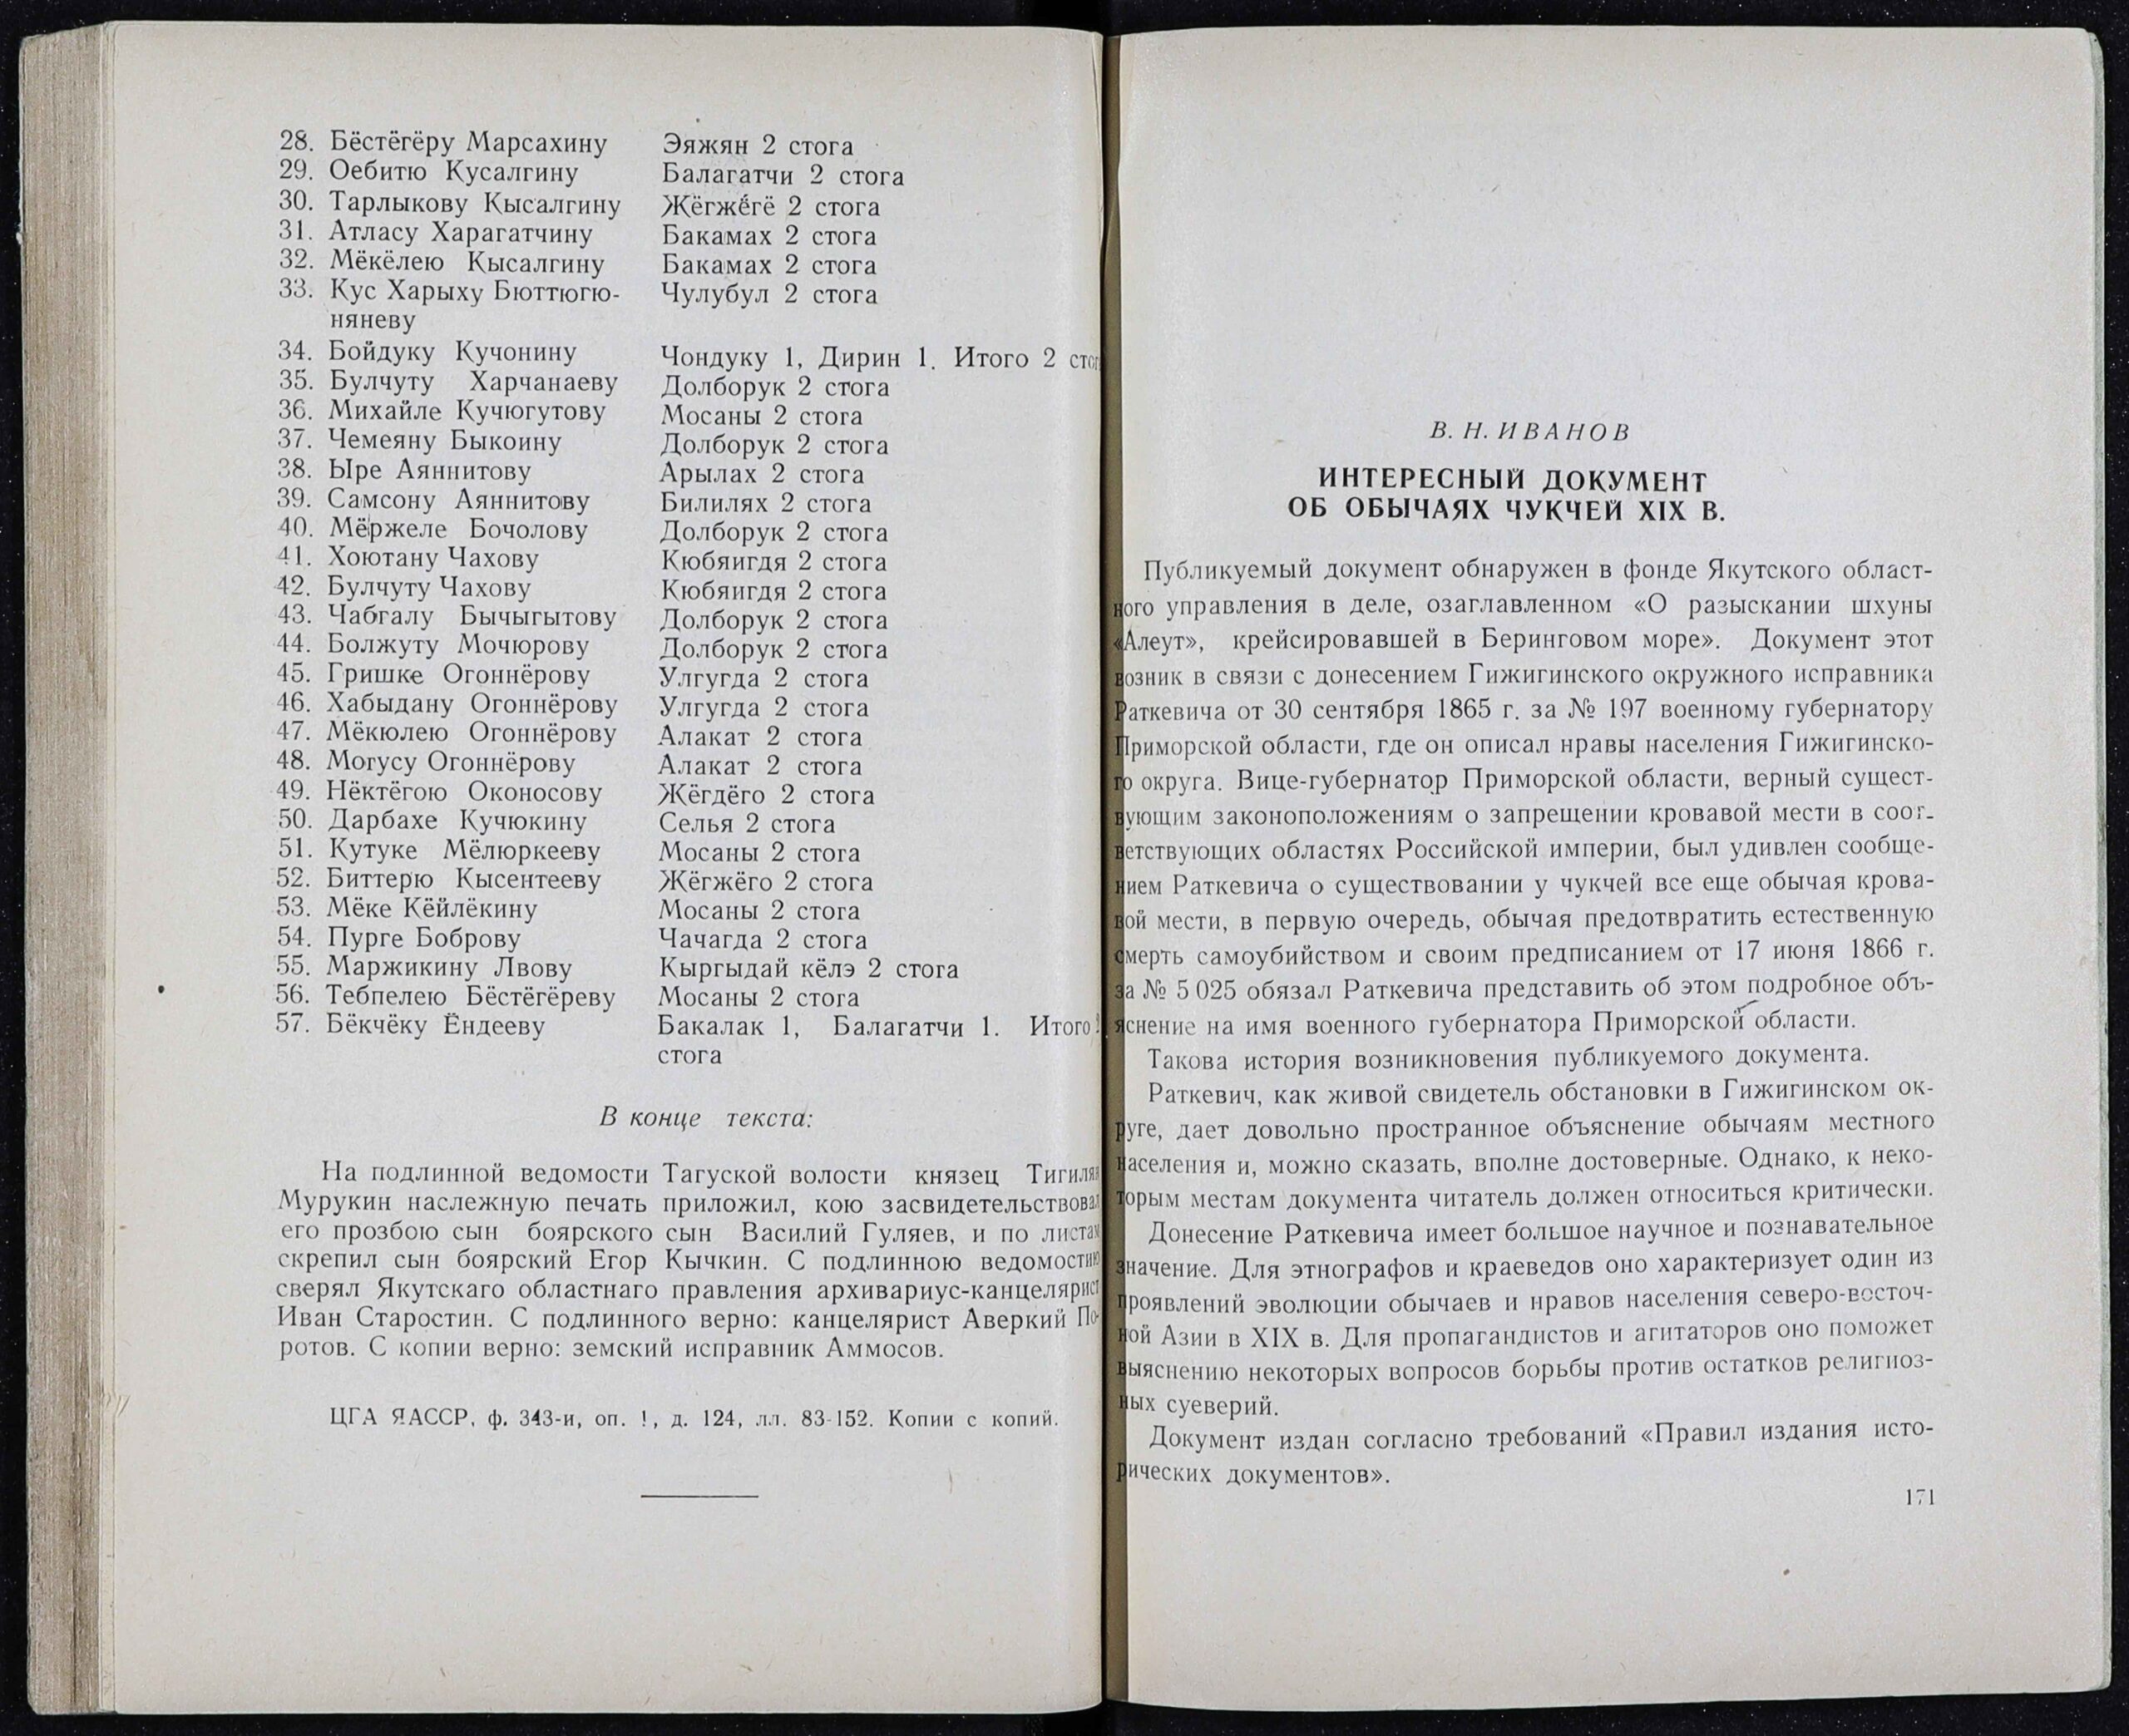 28. Бёстёгёру Марсахину Эяжян 2 стога
29. Оебитю Кусалгину Балагатчи 2 стога
30. Тарлыкову Кысалгину Жёгжёгё 2 стога
31. Атласу Харагатчину Бакамах 2 стога
32. Мёкёлею Кысалгину Бакамах 2 стога
33. Кус Харыху Бюттюгю- Чулубул 2 стога
няневу
34. Бойдуку Кучонину Чондуку 1, Дирин 1. Итого 2 стог
35. Булчуту Харчанаеву Долборук 2 стога
36. Михайле Кучюгутову Мосаны 2 стога
37. Чемеяну Быкоину Долборук 2 стога
38. Ыре Аяннитову Арылах 2 стога
39. Самсону Аяннитову Билилях 2 стога
40. Мёржеле Бочолову Долборук 2 стога
41. Хоютану Чахову Кюбяигдя 2 стога
42. Булчуту Чахову Кюбяигдя 2 стога
43. Чабгалу Бычыгытову Долборук 2 стога
44. Болжуту Мочюрову Долборук 2 стога
45. Гришке Огоннёрову Улгугда 2 стога
46. Хабыдану Огоннёрову Улгугда 2 стога
47. Мёкюлею Огоннёрову Алакат 2 стога
48. Могусу Огоннёрову Алакат 2 стога
49. Нёктёгою Оконосову Жёгдёго 2 стога
50. Дарбахе Кучюкину Селья 2 стога
51. Кутуке Мёлюркееву Мосаны 2 стога
52. Биттерю Кысентееву Жёгжёго 2 стога
53. Мёке Кёйлёкину Мосаны 2 стога
54. Пурге Боброву Чачагда 2 стога
55. Маржикину Лвову Кыргыдай кёлэ 2 стога
56. Тебпелею Бёстёгёреву Мосаны 2 стога
57. Бёкчёку Ёндееву Бакалак 1, Балагатчи 1. Итого 2
стога
В конце текста:
На подлинной ведомости Тагуской волости князец Тигиляя
Мурукин наслежную печать приложил, кою засвидетельствовал
его прозбою сын боярского сын Василий Гуляев, и по листам
скрепил сын боярский Егор Кычкин. С подлинною ведомостию
сверял Якутскаго областнаго правления архивариус-канцелярист
Иван Старостин. С подлинного верно: канцелярист Аверкий По-
ротов. С копии верно: земский исправник Аммосов.
ЦГА ЯАССР, ф. 343-и, оп. 1, д. 124, лл. 83-152. Копии с копий.
В. Н. ИВАНОВ
ИНТЕРЕСНЫЙ ДОКУМЕНТ
ОБ ОБЫЧАЯХ ЧУКЧЕЙ XIX В.
Публикуемый документ обнаружен в фонде Якутского област-
ного управления в деле, озаглавленном «О разыскании шхуны
«Алеут», крейсировавшей в Беринговом море». Документ этот
возник в связи с донесением Гижигинского окружного исправника
Раткевича от 30 сентября 1865 г. за № 197 военному губернатору
Приморской области, где он описал нравы населения Гижигинско-
го округа. Вице-губернатор Приморской области, верный сущест-
вующим законоположениям о запрещении кровавой мести в соот-
ветствующих областях Российской империи, был удивлен сообще-
нием Раткевича о существовании у чукчей все еще обычая крова-
вой мести, в первую очередь, обычая предотвратить естественную
смерть самоубийством и своим предписанием от 17 июня 1866 г.
за № 5 025 обязал Раткевича представить об этом подробное объ-
яснение на имя военного губернатора Приморской области.
Такова история возникновения публикуемого документа.
Раткевич, как живой свидетель обстановки в Гижигинском ок-
руге, дает довольно пространное объяснение обычаям местного
населения и, можно сказать, вполне достоверные. Однако, к неко-
торым местам документа читатель должен относиться критически.
Донесение Раткевича имеет большое научное и познавательное
значение. Для этнографов и краеведов оно характеризует один из
проявлений эволюции обычаев и нравов населения северо-восточ-
ной Азии в XIX в. Для пропагандистов и агитаторов оно поможет
выяснению некоторых вопросов борьбы против остатков религиоз-
ных суеверий.
Документ издан согласно требований «Правил издания исто-
рических документов».
171